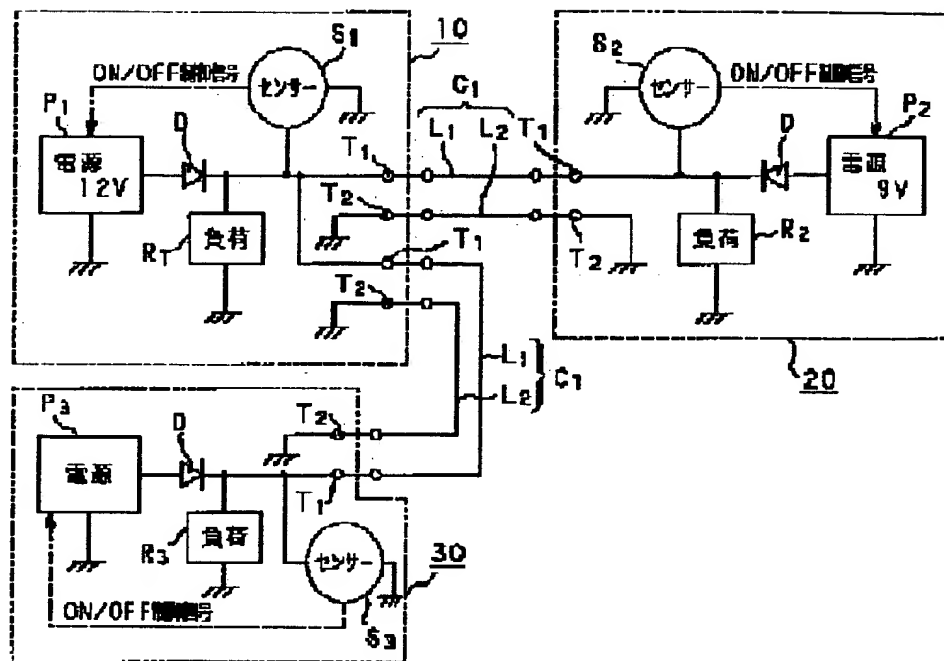 S1
10
ON/OFF制御信号
センサー
P1
D
電源
12V
R1
負荷
T1
T2
T1
T2
C1
L1
L2
T1
T2
S2
センサー
ON/OFF制御信号
P2
D
電源
9V
負荷
R2
20
L1
L2
C1
P3
D
電源
T2
T1
R3
負荷
センサー
30
ON/OFF制御信号
S3